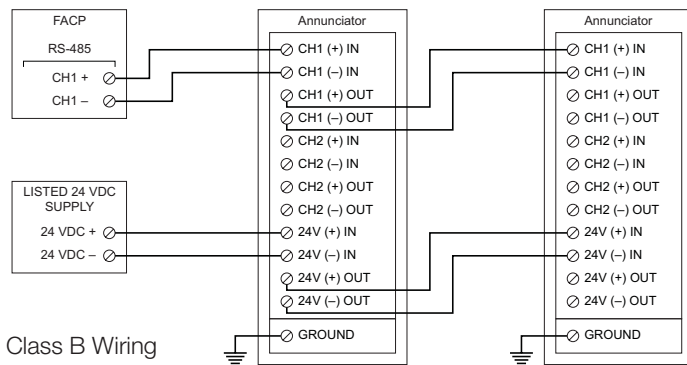 FACP
RS-485
CH1 +
CH1 –
LISTED 24 VDC
SUPPLY
24 VDC +
24 VDC –
Class B Wiring
Annunciator
CH1 (+) IN
CH1 (–) IN
CH1 (+) OUT
CH1 (–) OUT
CH2 (+) IN
CH2 (–) IN
CH2 (+) OUT
CH2 (–) OUT
24V (+) IN
24V (–) IN
24V (+) OUT
24V (–) OUT
GROUND
Annunciator
CH1 (+) IN
CH1 (–) IN
CH1 (+) OUT
CH1 (–) OUT
CH2 (+) IN
CH2 (–) IN
CH2 (+) OUT
CH2 (–) OUT
24V (+) IN
24V (–) IN
24V (+) OUT
24V (–) OUT
GROUND